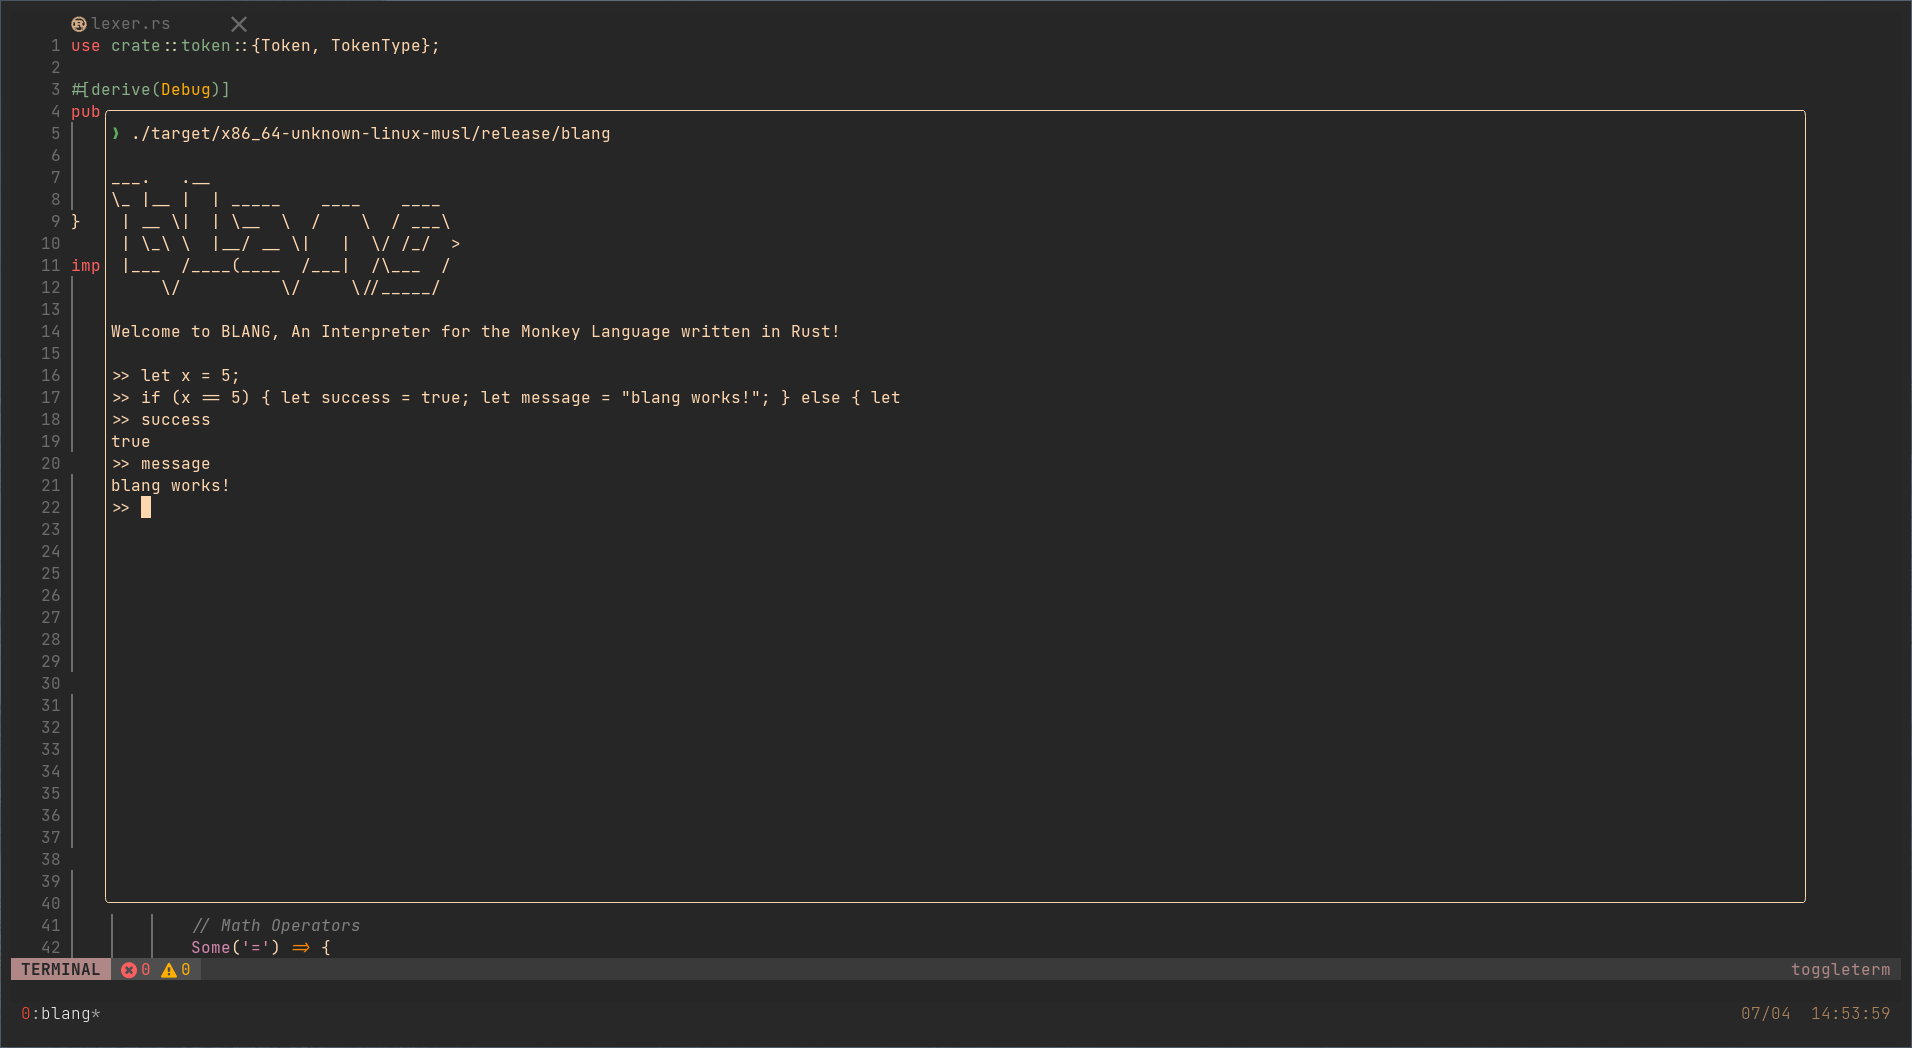 lexer.rs
1 use crate::token::{Token, TokenType};
2
3 #[derive(Debug)]
4 pub
5 ❯ ./target/x86_64-unknown-linux-musl/release/blang
6
7 ___.   .__
8 \_ |__ |  | _____    ____    ____
9 }  | __ \|  | \__  \  /    \  / ___\
10  | \_\ \  |__/ __ \|   |  \/ /_/  >
11 imp  |___  /____(____  /___|  /\___  /
12      \/          \/     \//_____/
13
14 Welcome to BLANG, An Interpreter for the Monkey Language written in Rust!
15
16 >> let x = 5;
17 >> if (x == 5) { let success = true; let message = "blang works!"; } else { let
18 >> success
19 true
20 >> message
21 blang works!
22 >>
23
24
25
26
27
28
29
30
31
32
33
34
35
36
37
38
39
40
41 // Math Operators
42 Some('=') => {
TERMINAL 0 0 toggleterm
0:blang* 07/04 14:53:59